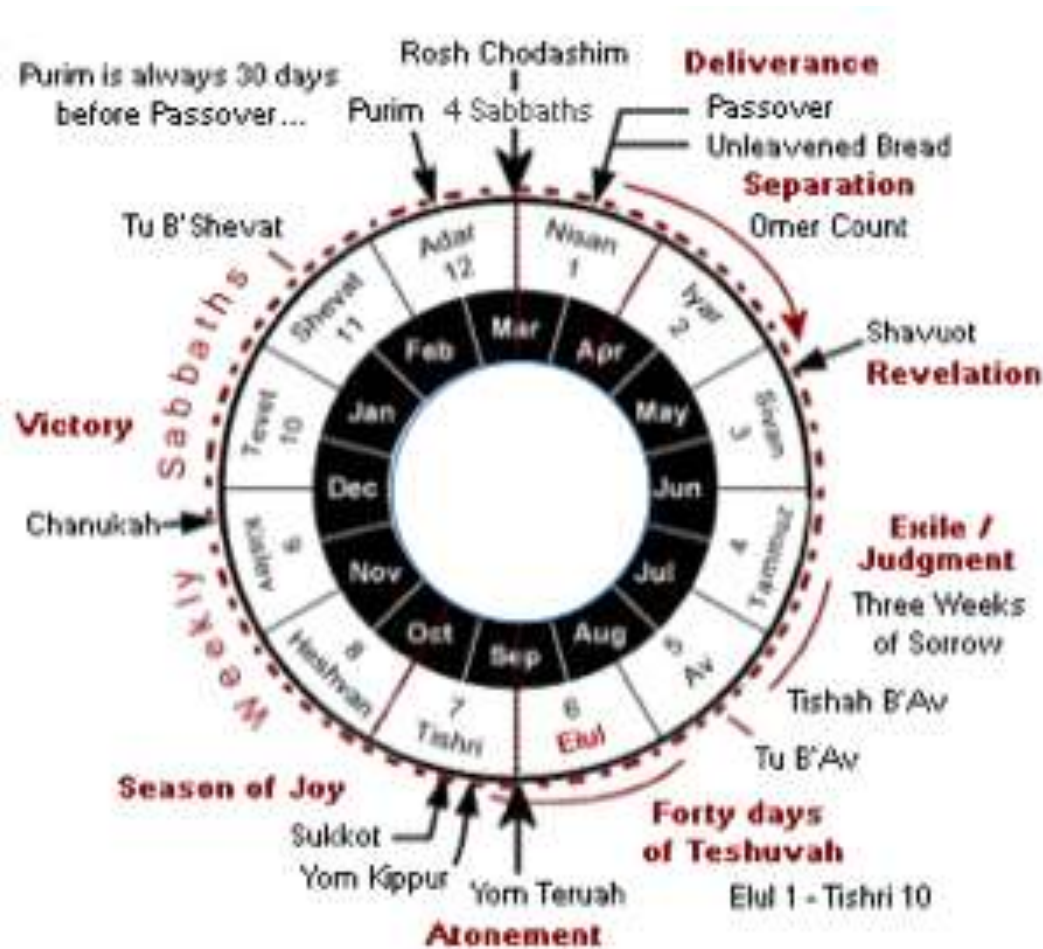 Rosh Chodashim
Purim is always 30 days
before Passover...
Purim
4 Sabbaths
Deliverance
Passover
Unleavened Bread
Separation
Omer Count
Tu B'Shevat
Shavuot
Revelation
Victory
Weekly Sabbaths
Chanukah
Exile /
Judgment
Three Weeks
of Sorrow
Tishah B'Av
Tu B'Av
Forty days
of Teshuvah
Elul 1 - Tishri 10
Season of Joy
Sukkot
Yom Kippur
Yom Teruah
Atonement
Nisan
1
Iyar
2
Sivan
3
Tammuz
4
Av
5
Elul
6
Tishri
7
Heshvan
8
Kislev
9
Tevet
10
Shevat
11
Adar
12
Mar
Apr
May
Jun
Jul
Aug
Sep
Oct
Nov
Dec
Jan
Feb